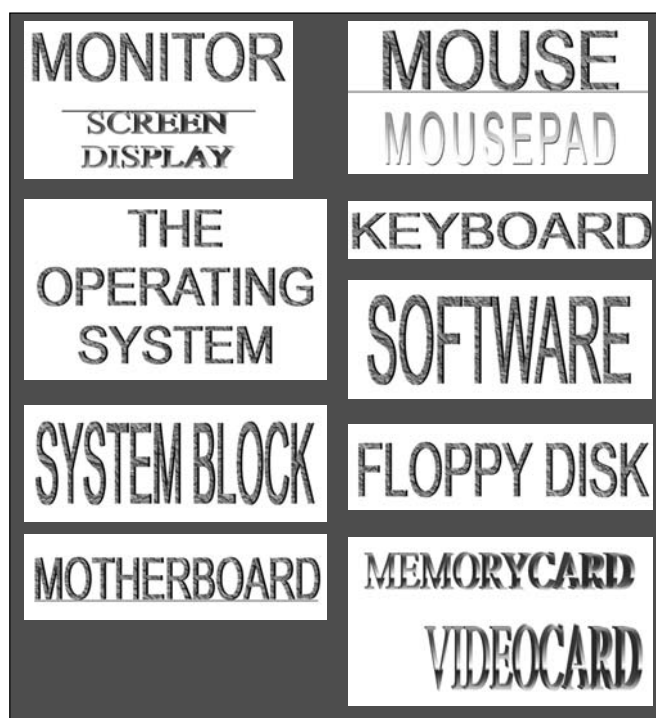 MONITOR
SCREEN
DISPLAY
THE
OPERATING
SYSTEM
SYSTEM BLOCK
MOTHERBOARD
MOUSE
MOUSEPAD
KEYBOARD
SOFTWARE
FLOPPY DISK
MEMORYCARD
VIDEOCARD